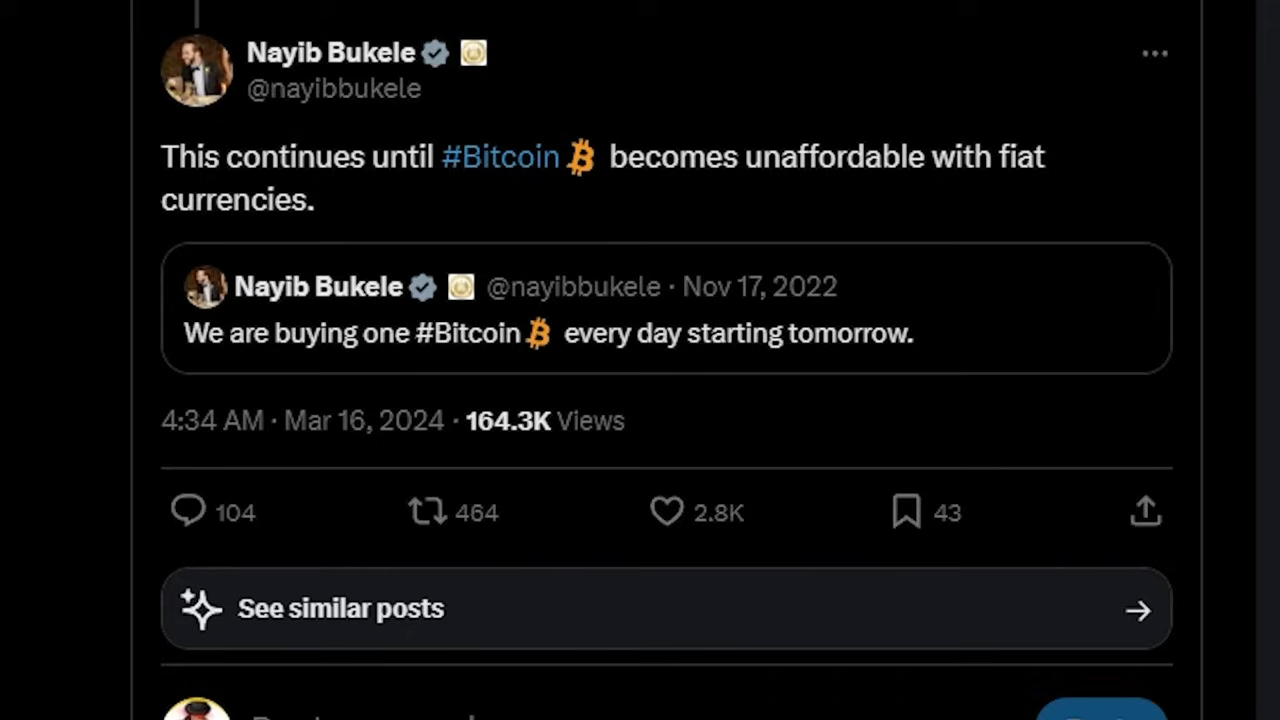 Nayib Bukele
@nayibbukele
This continues until #Bitcoin becomes unaffordable with fiat
currencies.
Nayib Bukele @nayibbukele · Nov 17, 2022
We are buying one #Bitcoin every day starting tomorrow.
4:34 AM · Mar 16, 2024 · 164.3K Views
104 464 2.8K 43
See similar posts